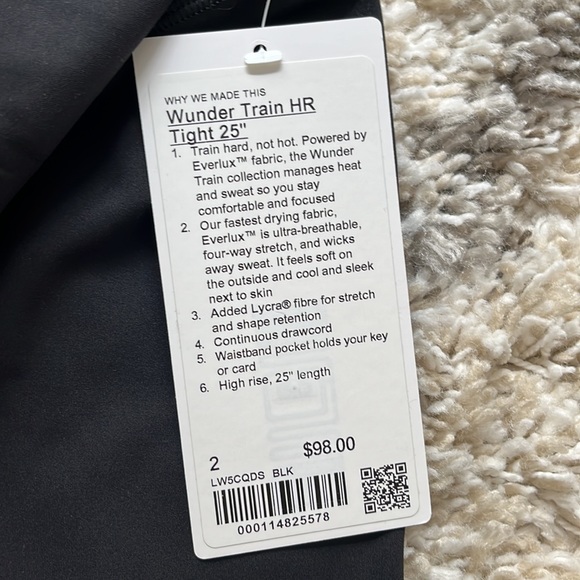 WHY WE MADE THIS
Wunder Train HR
Tight 25"
1. Train hard, not hot. Powered by
Everlux™ fabric, the Wunder
Train collection manages heat
and sweat so you stay
comfortable and focused
2. Our fastest drying fabric,
Everlux™ is ultra-breathable,
four-way stretch, and wicks
away sweat. It feels soft on
the outside and cool and sleek
next to skin
3. Added Lycra® fibre for stretch
and shape retention
4. Continuous drawcord
5. Waistband pocket holds your key
or card
6. High rise, 25" length
2 $98.00
LW5CQDS BLK
000114825578